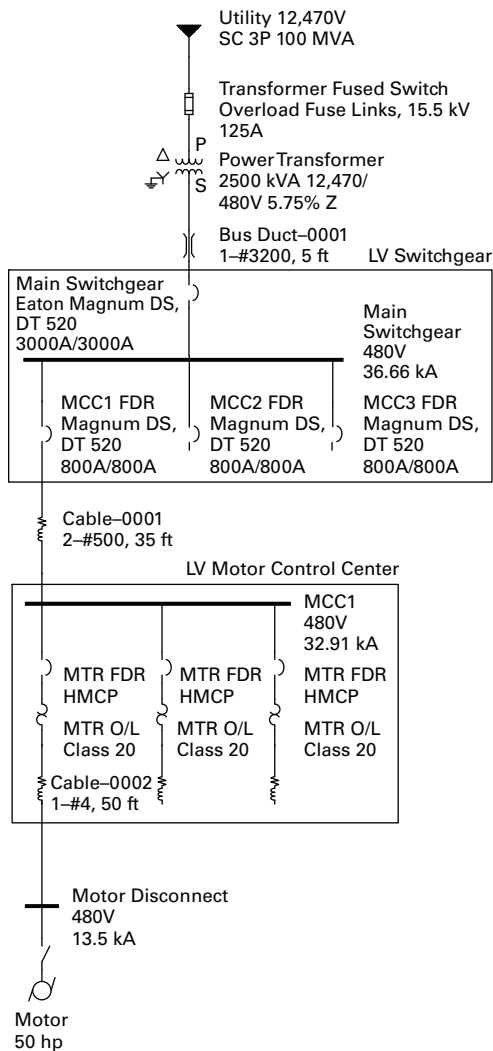 Utility 12,470V
SC 3P 100 MVA
Transformer Fused Switch
Overload Fuse Links, 15.5 kV
125A
P
S
Power Transformer
2500 kVA 12,470/
480V 5.75% Z
Bus Duct–0001
1–#3200, 5 ft
LV Switchgear
Main Switchgear
Eaton Magnum DS,
DT 520
3000A/3000A
Main
Switchgear
480V
36.66 kA
MCC1 FDR
Magnum DS,
DT 520
800A/800A
MCC2 FDR
Magnum DS,
DT 520
800A/800A
MCC3 FDR
Magnum DS,
DT 520
800A/800A
Cable–0001
2–#500, 35 ft
LV Motor Control Center
MCC1
480V
32.91 kA
MTR FDR
HMCP
MTR O/L
Class 20
MTR FDR
HMCP
MTR O/L
Class 20
MTR FDR
HMCP
MTR O/L
Class 20
Cable–0002
1–#4, 50 ft
Motor Disconnect
480V
13.5 kA
Motor
50 hp